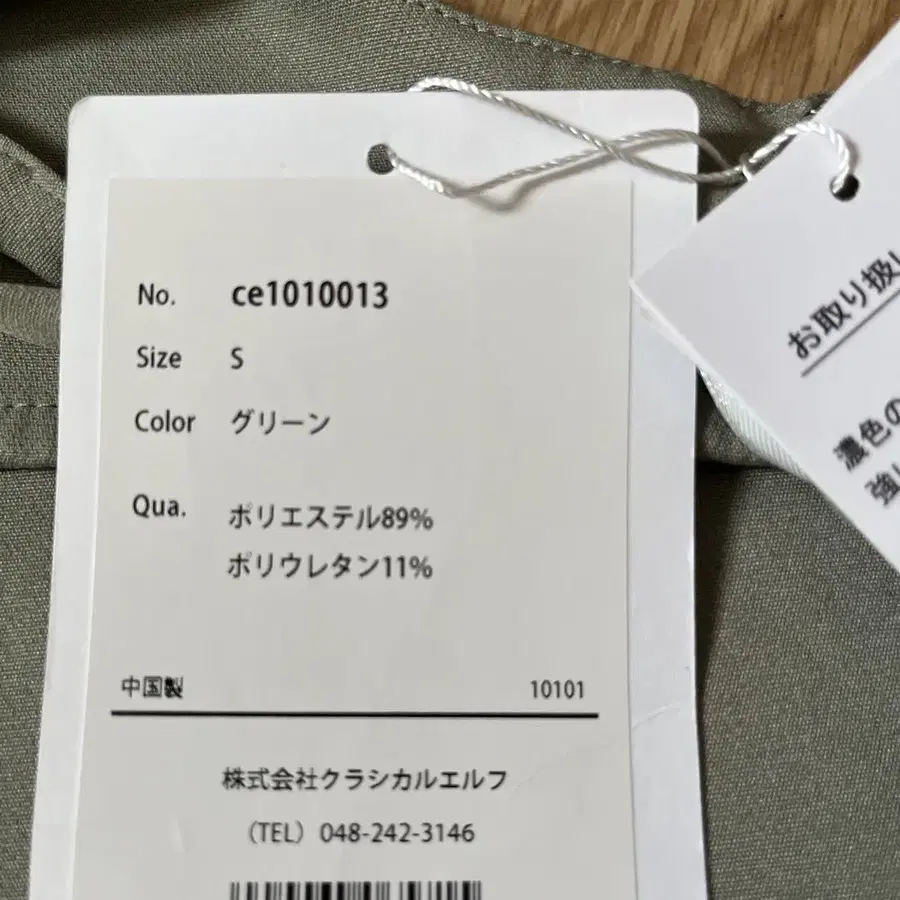 No. ce1010013
Size S
Color グリーン
Qua. ポリエステル89%
ポリウレタン11%
中国製 10101
株式会社クラシカルエルフ
（TEL）048-242-3146
お取り扱い
濃色の
強い